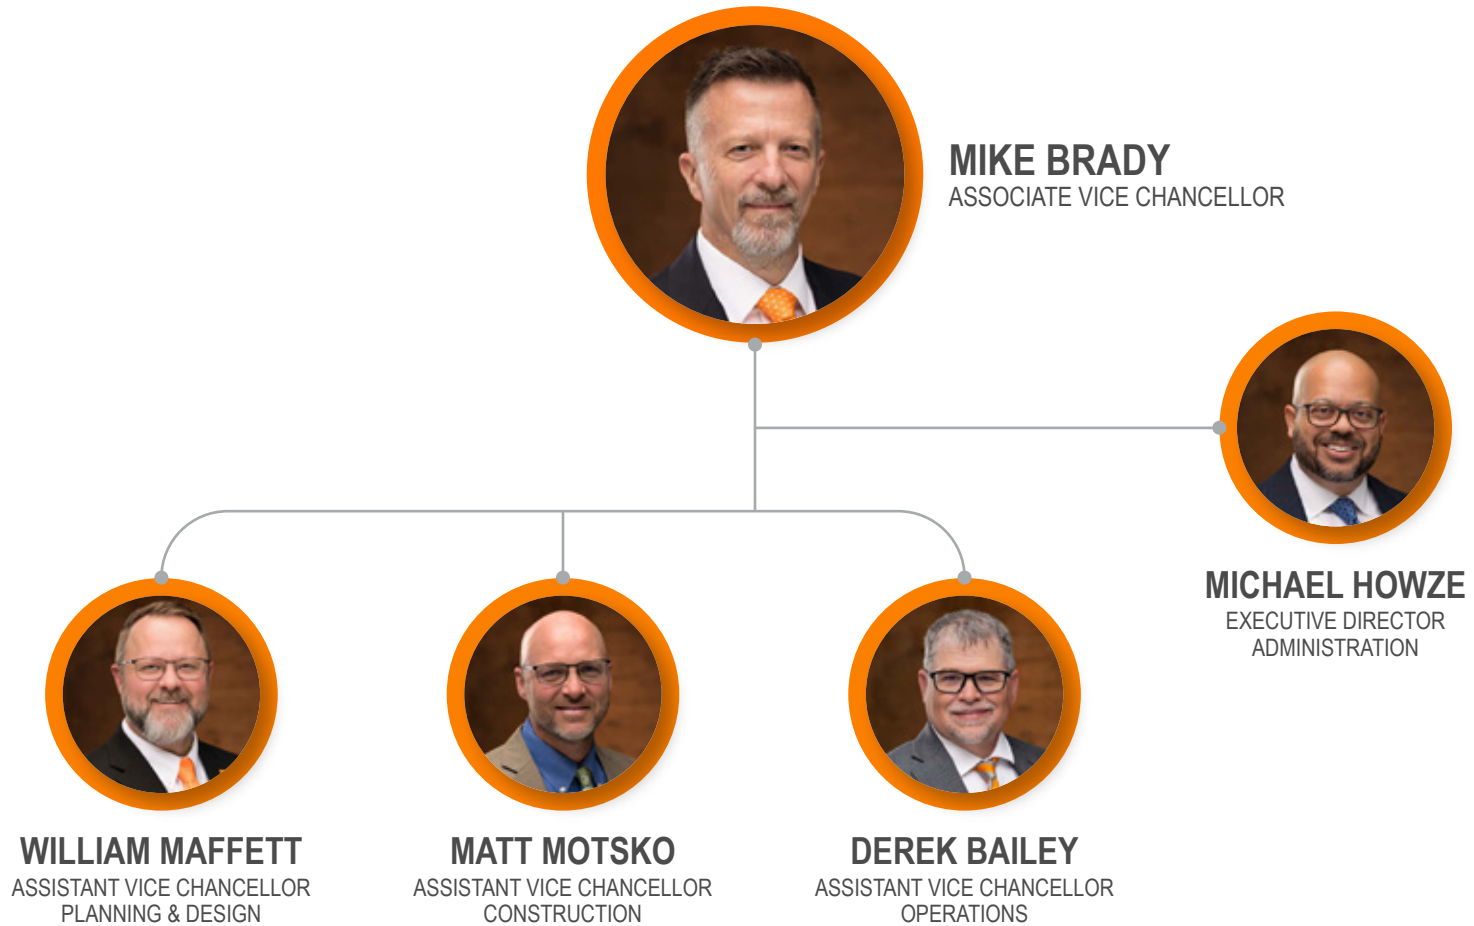 MIKE BRADY
ASSOCIATE VICE CHANCELLOR
MICHAEL HOWZE
EXECUTIVE DIRECTOR
ADMINISTRATION
WILLIAM MAFFETT
ASSISTANT VICE CHANCELLOR
PLANNING & DESIGN
MATT MOTSKO
ASSISTANT VICE CHANCELLOR
CONSTRUCTION
DEREK BAILEY
ASSISTANT VICE CHANCELLOR
OPERATIONS